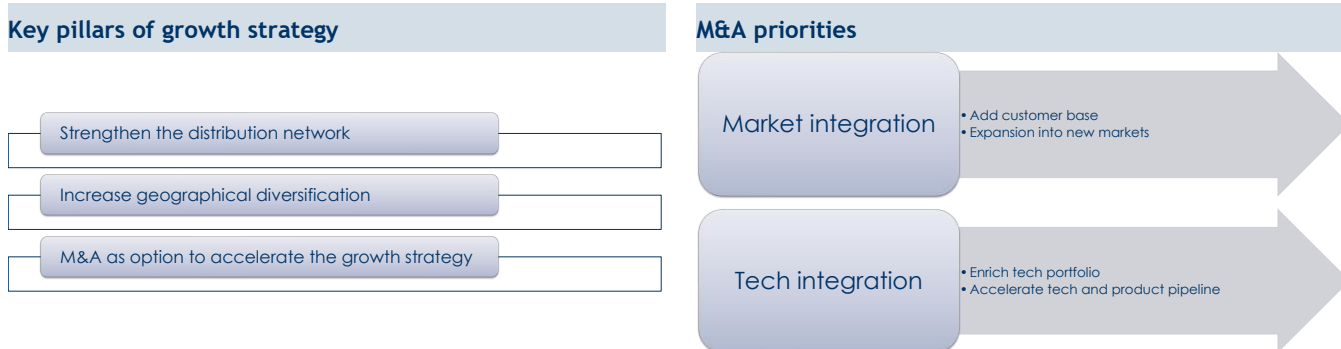 Key pillars of growth strategy
Strengthen the distribution network
Increase geographical diversification
M&A as option to accelerate the growth strategy
M&A priorities
Market integration
• Add customer base
• Expansion into new markets
Tech integration
• Enrich tech portfolio
• Accelerate tech and product pipeline